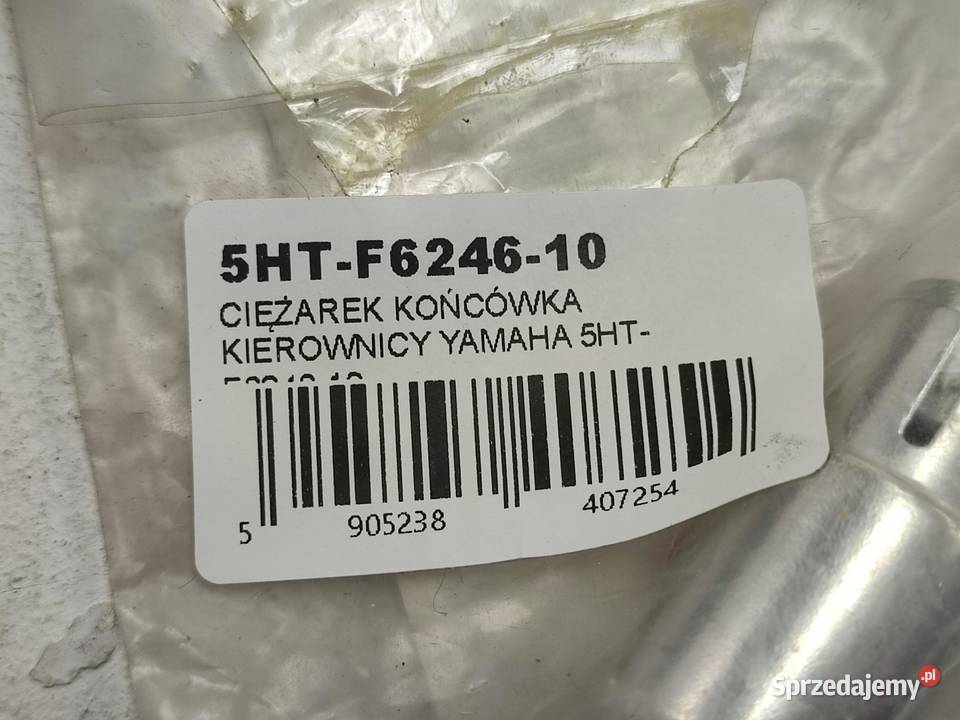 5HT-F6246-10
CIĘŻAREK KOŃCÓWKA
KIEROWNICY YAMAHA 5HT-
5 905238 407254
Sprzedajemy.pl